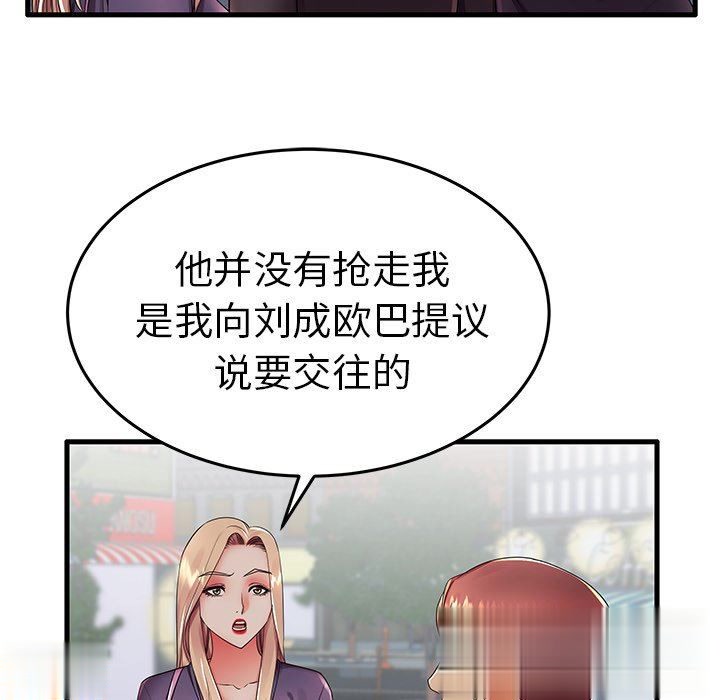 他并没有抢走我
是我向刘成欧巴提议
说要交往的